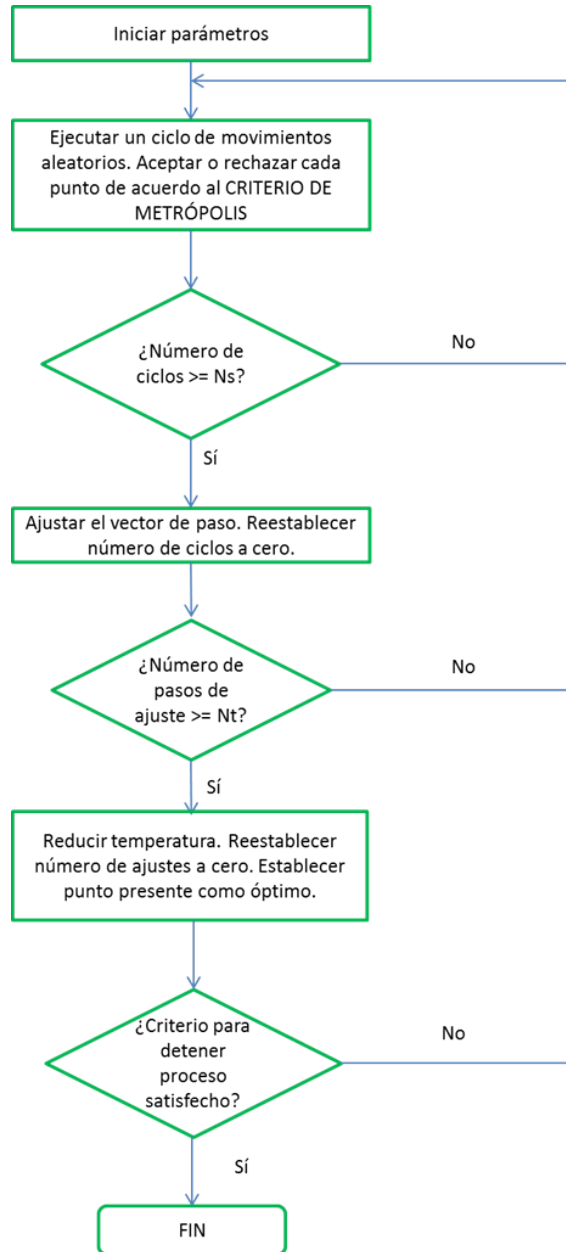 Iniciar parámetros
Ejecutar un ciclo de movimientos
aleatorios. Aceptar o rechazar cada
punto de acuerdo al CRITERIO DE
METRÓPOLIS
¿Número de
ciclos >= Ns?
No
Sí
Ajustar el vector de paso. Reestablecer
número de ciclos a cero.
¿Número de
pasos de
ajuste >= Nt?
No
Sí
Reducir temperatura. Reestablecer
número de ajustes a cero. Establecer
punto presente como óptimo.
¿Criterio para
detener
proceso
satisfecho?
No
Sí
FIN